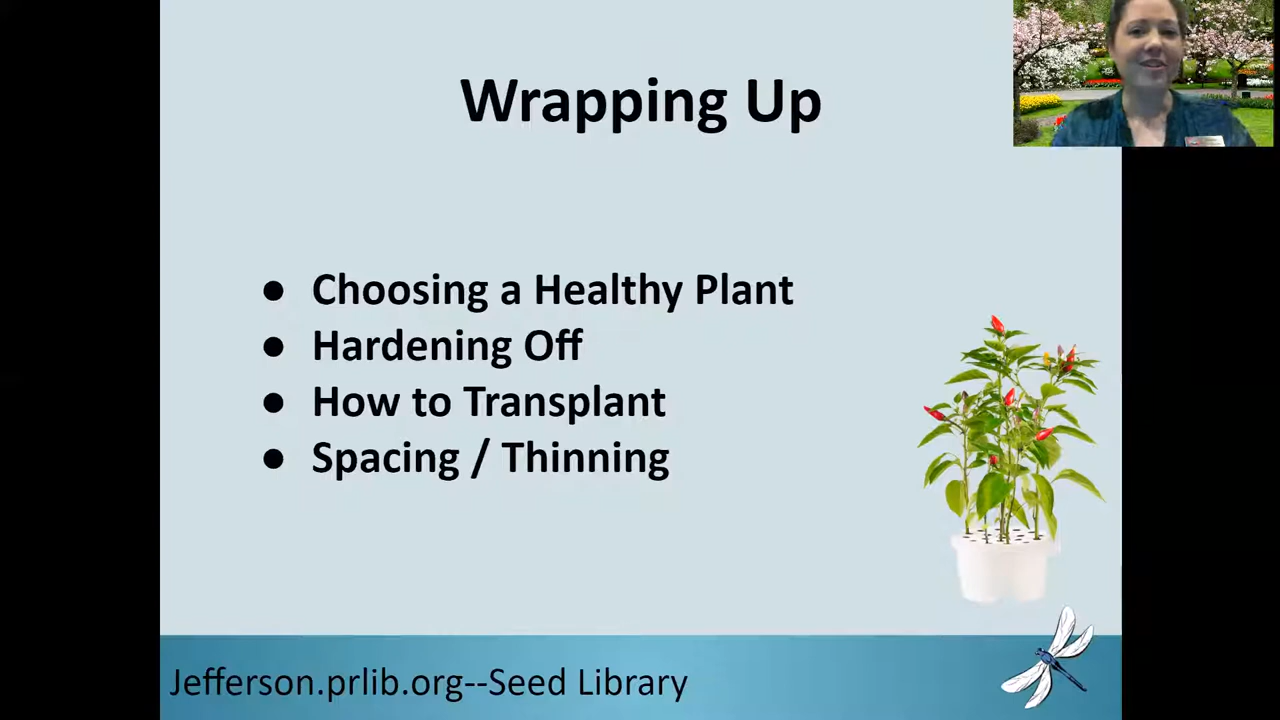 Wrapping Up
● Choosing a Healthy Plant
● Hardening Off
● How to Transplant
● Spacing / Thinning
Jefferson.prlib.org--Seed Library